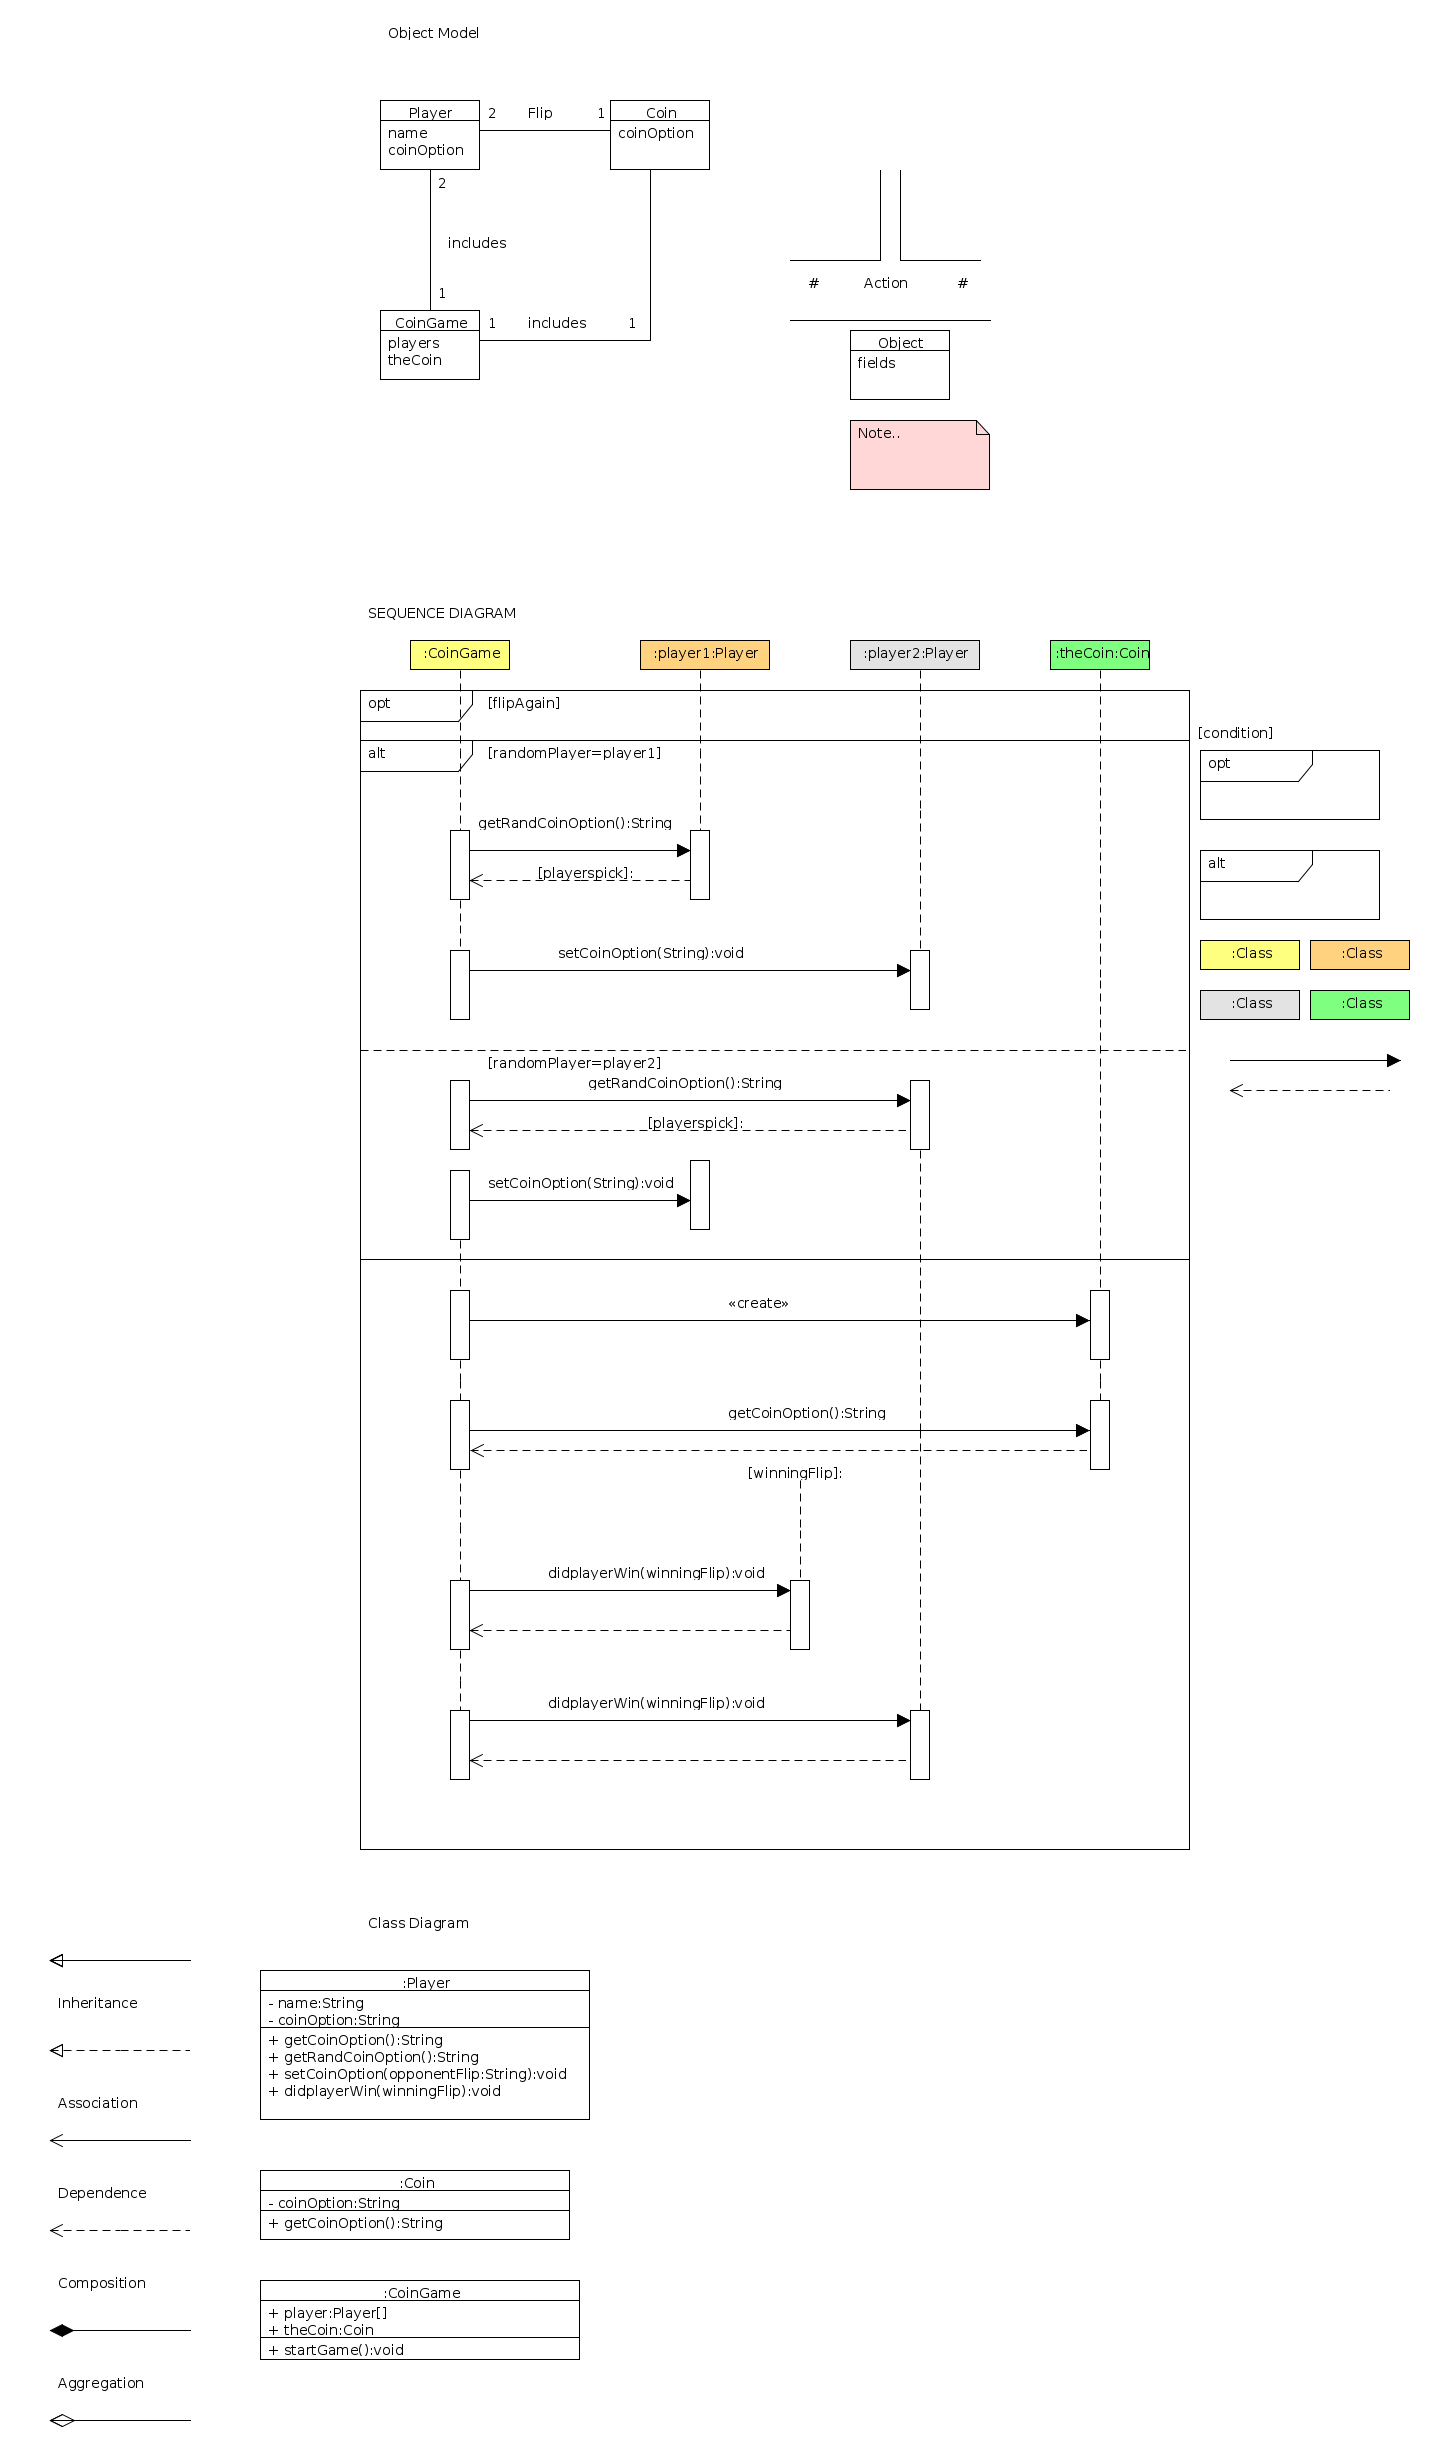 Object Model
Player
name
coinOption
2 Flip 1
Coin
coinOption
2
includes
1
CoinGame
players
theCoin
1 includes 1
# Action #
Object
fields
Note..
SEQUENCE DIAGRAM
:CoinGame
:player1:Player
:player2:Player
:theCoin:Coin
opt [flipAgain]
alt [randomPlayer=player1]
getRandCoinOption():String
[playerspick]:
setCoinOption(String):void
[randomPlayer=player2]
getRandCoinOption():String
[playerspick]:
setCoinOption(String):void
«create»
getCoinOption():String
[winningFlip]:
didplayerWin(winningFlip):void
didplayerWin(winningFlip):void
[condition]
opt
alt
:Class :Class
:Class :Class
Class Diagram
Inheritance
Association
Dependence
Composition
Aggregation
:Player
- name:String
- coinOption:String
+ getCoinOption():String
+ getRandCoinOption():String
+ setCoinOption(opponentFlip:String):void
+ didplayerWin(winningFlip):void
:Coin
- coinOption:String
+ getCoinOption():String
:CoinGame
+ player:Player[]
+ theCoin:Coin
+ startGame():void